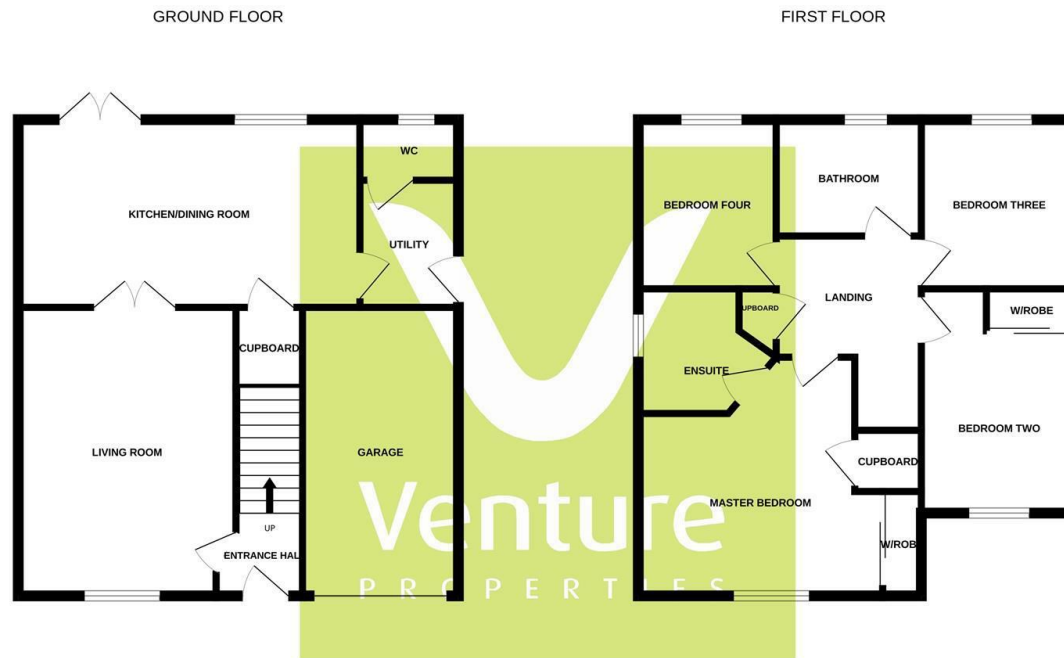 GROUND FLOOR
FIRST FLOOR
WC
KITCHEN/DINING ROOM
UTILITY
CUPBOARD
LIVING ROOM
GARAGE
UP
ENTRANCE HAL
BATHROOM
BEDROOM FOUR
BEDROOM THREE
LANDING
UPBOARD
W/ROBE
ENSUITE
BEDROOM TWO
CUPBOARD
MASTER BEDROOM
W/ROB
Venture
PROPERTIES